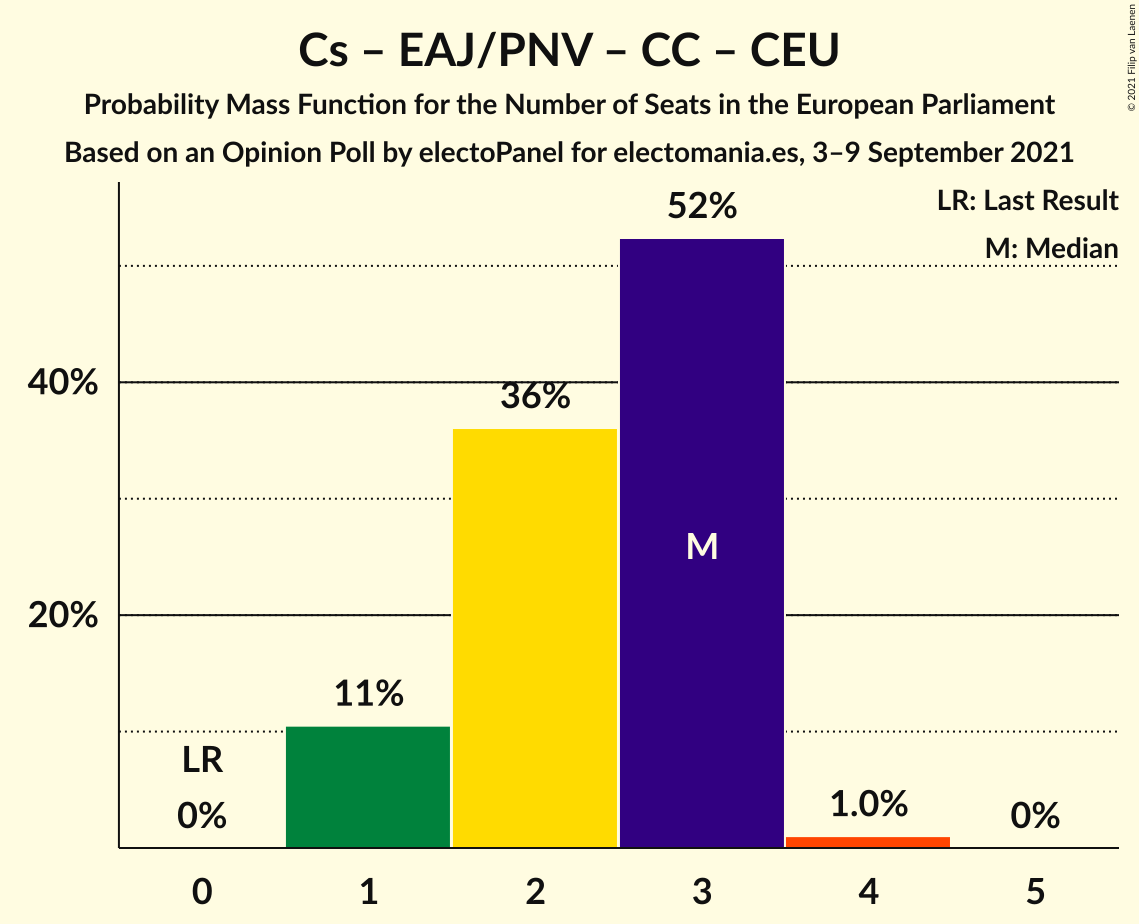 Cs – EAJ/PNV – CC – CEU
Probability Mass Function for the Number of Seats in the European Parliament
Based on an Opinion Poll by electoPanel for electomania.es, 3–9 September 2021
© 2021 Filip van Laenen
LR: Last Result
M: Median
52%
40%
36%
M
20%
11%
LR
0%
1.0%
0%
0 1 2 3 4 5